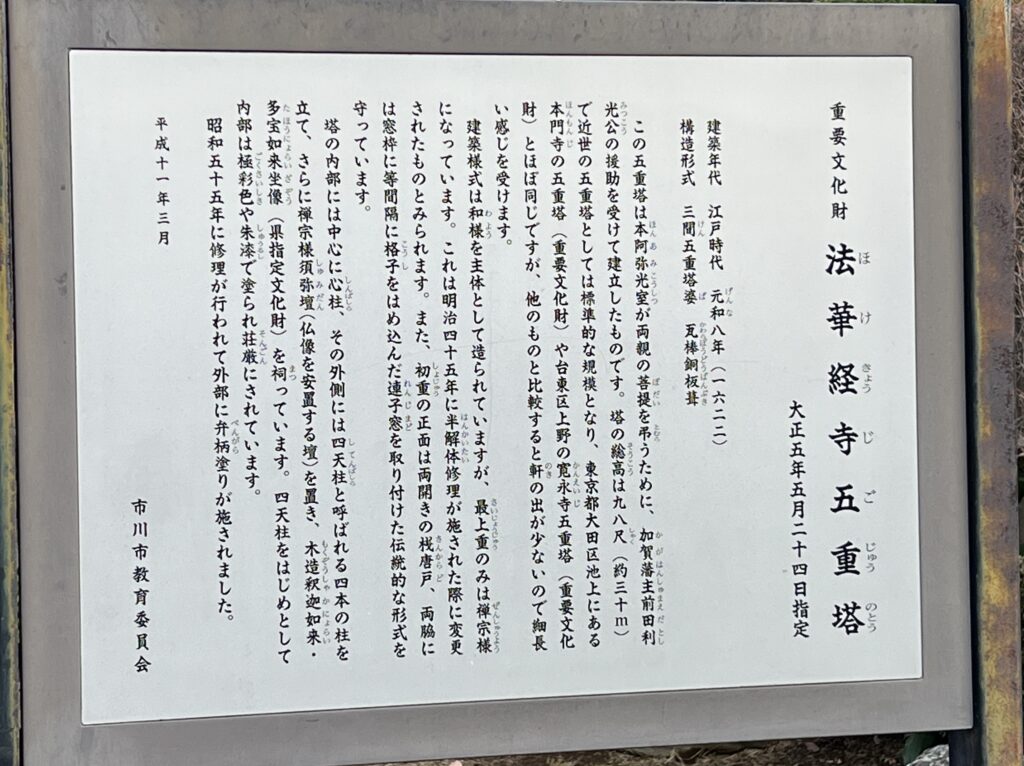 重要文化財 法華経寺五重塔
大正五年五月二十四日指定
建築年代 江戸時代 元和八年(一六二二)
構造形式 三間五重塔婆 瓦棒銅板葺
この五重塔は本阿弥光室が両親の菩提を弔うために、加賀藩主前田利
光公の援助を受けて建立したものです。塔の総高は九八尺(約三十m)
で近世の五重塔としては標準的な規模となり、東京都大田区池上にある
本門寺の五重塔(重要文化財)や台東区上野の寛永寺五重塔(重要文化
財)とほぼ同じですが、他のものと比較すると軒の出が少ないので細長
い感じを受けます。
建築様式は和様を主体として造られていますが、最上重のみは禅宗様
になっています。これは明治四十五年に半解体修理が施された際に変更
されたものとみられます。また、初重の正面は両開きの桟唐戸、両脇に
は窓枠に等間隔に格子をはめ込んだ連子窓を取り付けた伝統的な形式を
守っています。
塔の内部には中心に心柱、その外側には四天柱と呼ばれる四本の柱を
立て、さらに禅宗様須弥壇(仏像を安置する壇)を置き、木造釈迦如来・
多宝如来坐像(県指定文化財)を祠っています。四天柱をはじめとして
内部は極彩色や朱漆で塗られ荘厳にされています。
昭和五十五年に修理が行われて外部に弁柄塗りが施されました。
平成十一年三月
市川市教育委員会